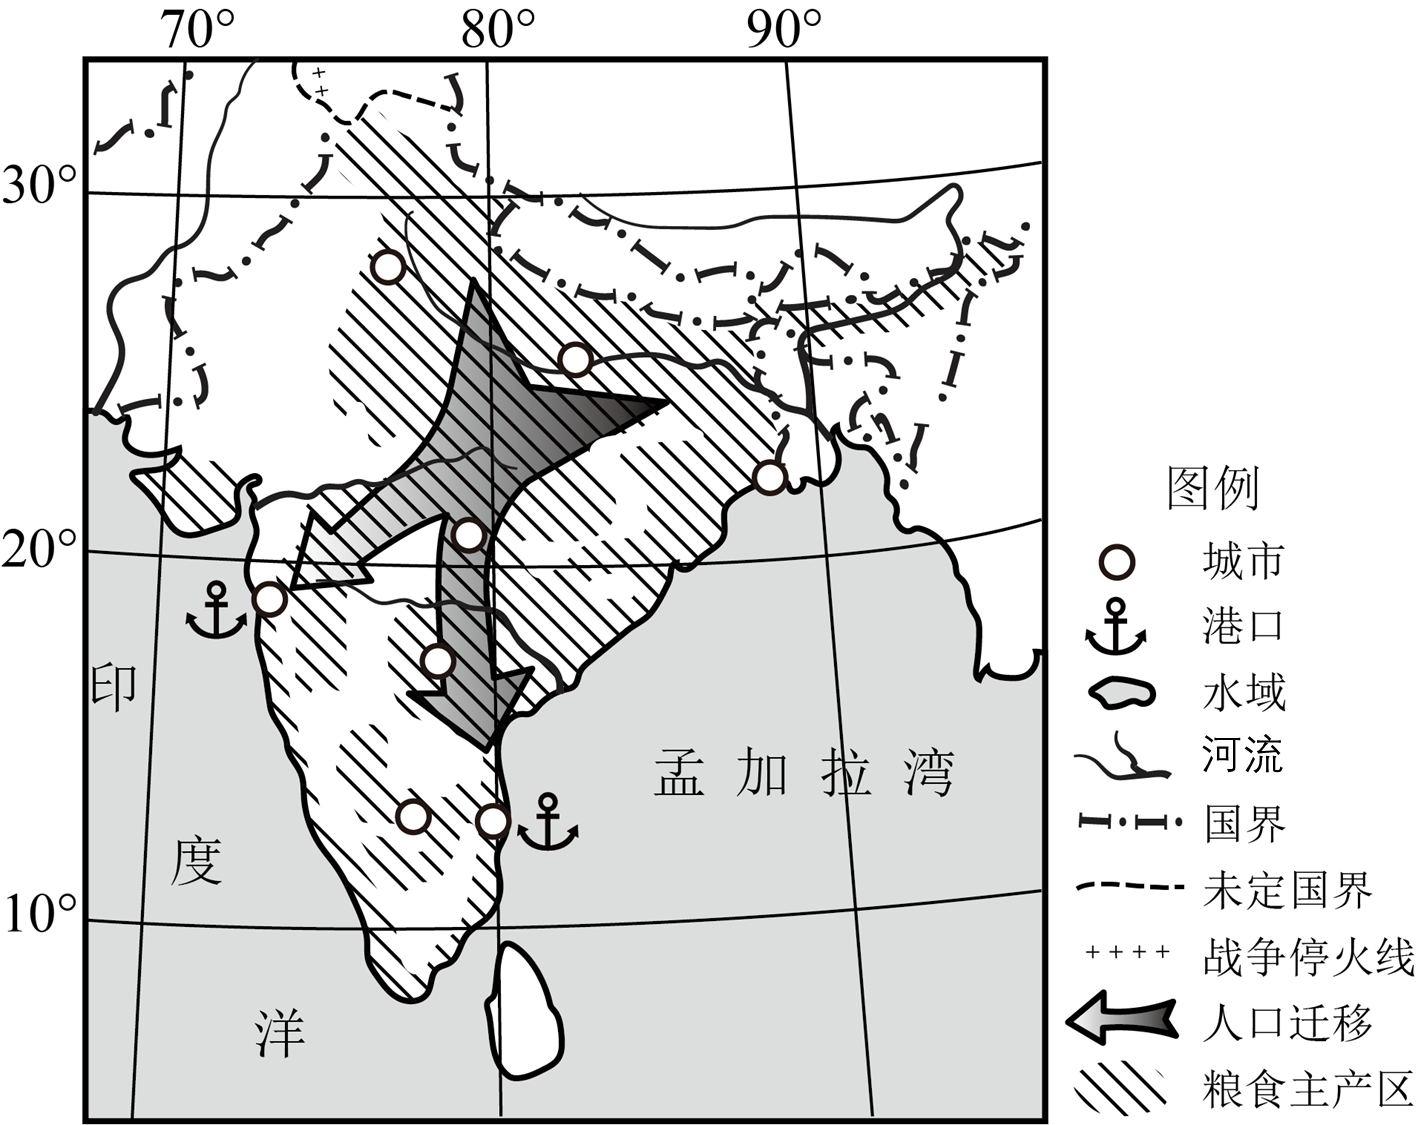 70° 80° 90°
30°
20°
10°
印
度
洋
孟加拉湾
图例
城市
港口
水域
河流
国界
未定国界
战争停火线
人口迁移
粮食主产区